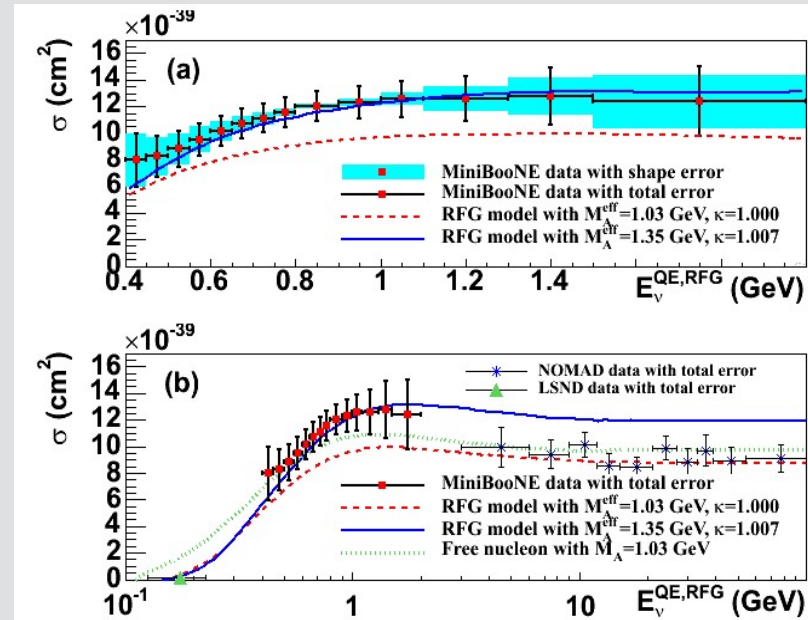 ×10⁻³⁹
σ (cm²)
16
14
12
10
8
6
4
2
0
(a)
MiniBooNE data with shape error
MiniBooNE data with total error
RFG model with M_A^eff=1.03 GeV, κ=1.000
RFG model with M_A^eff=1.35 GeV, κ=1.007
0.4 0.6 0.8 1 1.2 1.4
E_ν^QE,RFG (GeV)
×10⁻³⁹
σ (cm²)
16
14
12
10
8
6
4
2
0
(b)
NOMAD data with total error
LSND data with total error
MiniBooNE data with total error
RFG model with M_A^eff=1.03 GeV, κ=1.000
RFG model with M_A^eff=1.35 GeV, κ=1.007
Free nucleon with M_A=1.03 GeV
10⁻¹ 1 10
E_ν^QE,RFG (GeV)